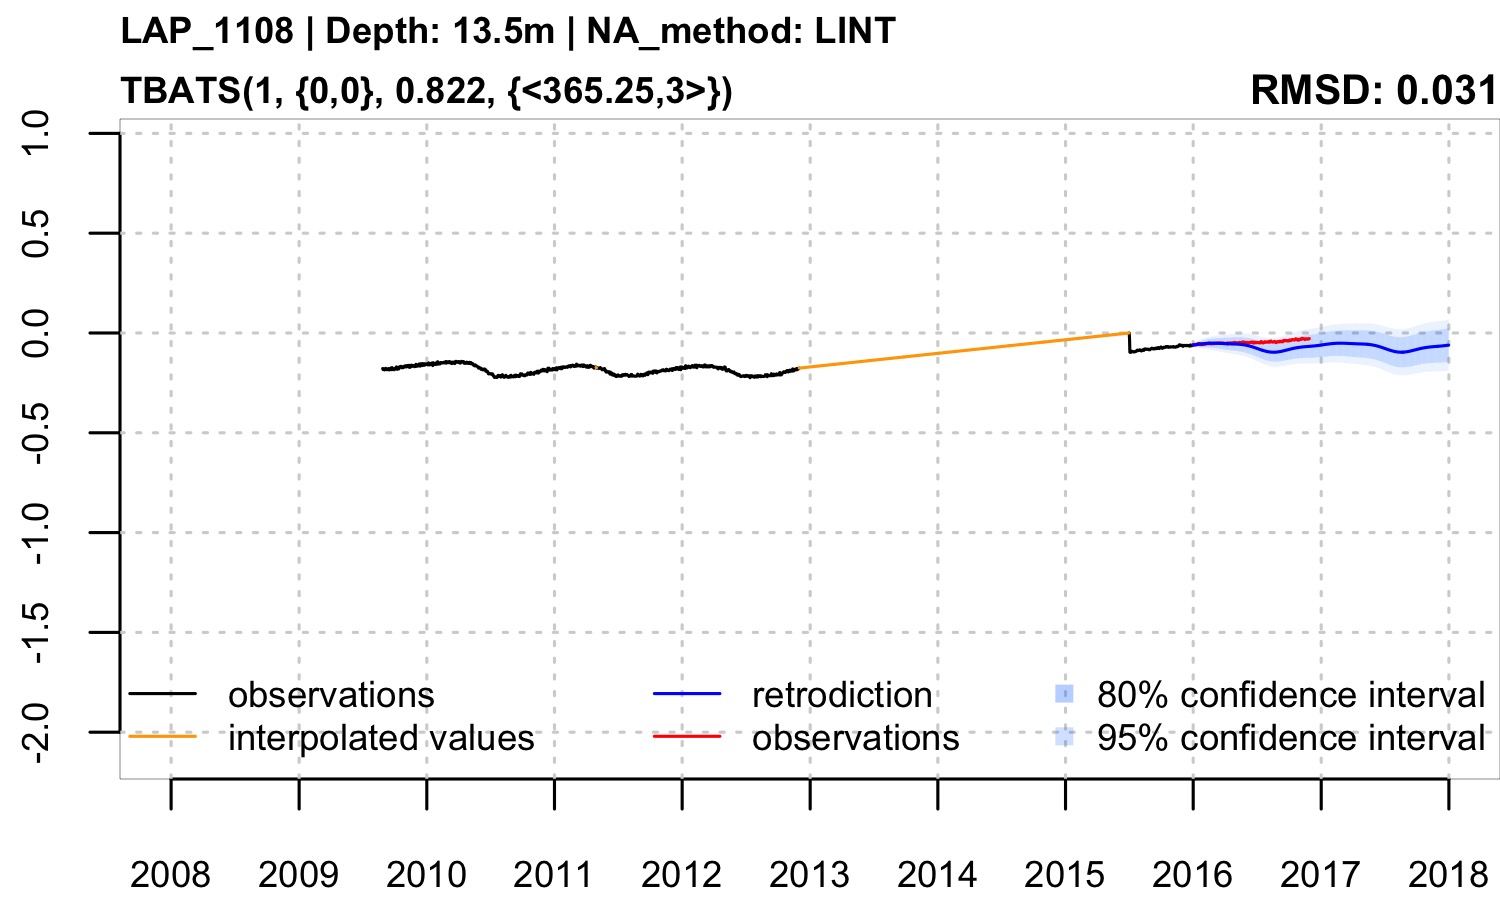 LAP_1108 | Depth: 13.5m | NA_method: LINT
TBATS(1, {0,0}, 0.822, {<365.25,3>})
RMSD: 0.031
1.0
0.5
0.0
-0.5
-1.0
-1.5
-2.0
observations
retrodiction
80% confidence interval
interpolated values
observations
95% confidence interval
2008 2009 2010 2011 2012 2013 2014 2015 2016 2017 2018